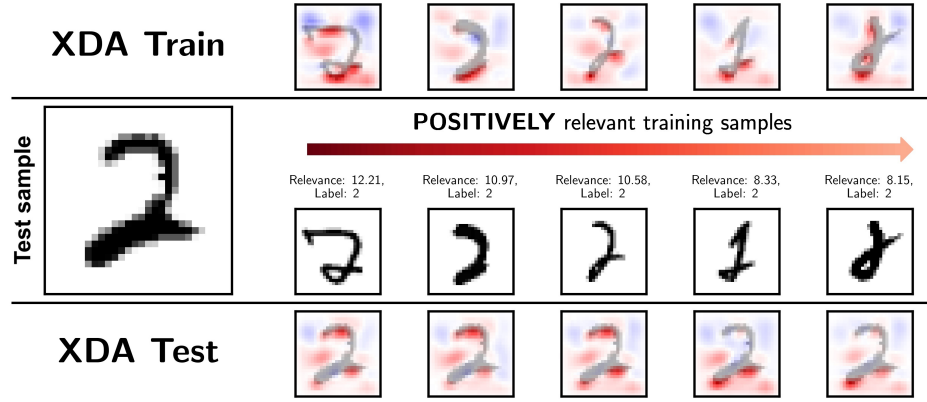 XDA Train
POSITIVELY relevant training samples
Test sample
Relevance: 12.21,
Label: 2
Relevance: 10.97,
Label: 2
Relevance: 10.58,
Label: 2
Relevance: 8.33,
Label: 2
Relevance: 8.15,
Label: 2
XDA Test